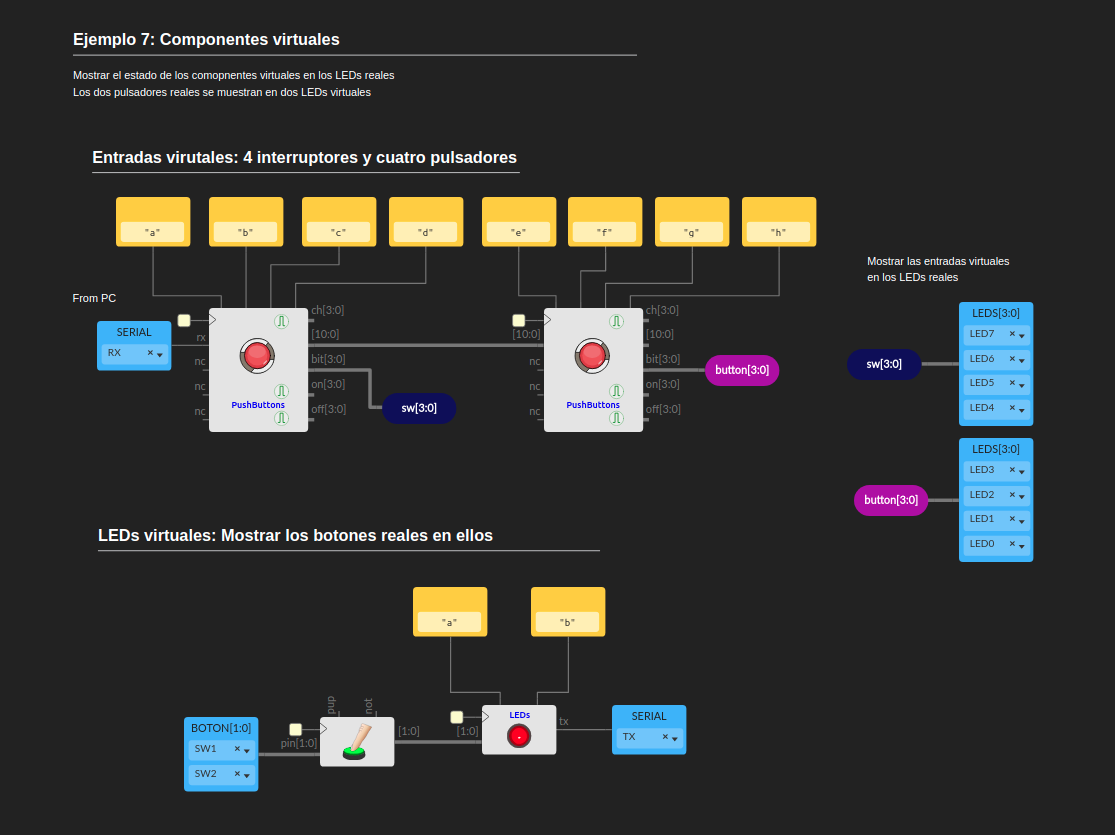 Ejemplo 7: Componentes virtuales
Mostrar el estado de los comopnentes virtuales en los LEDs reales
Los dos pulsadores reales se muestran en dos LEDs virtuales
Entradas virutales: 4 interruptores y cuatro pulsadores
"a"
"b"
"c"
"d"
"e"
"f"
"g"
"h"
From PC
SERIAL
RX
rx
nc
nc
nc
PushButtons
ch[3:0]
[10:0]
bit[3:0]
on[3:0]
off[3:0]
sw[3:0]
[10:0]
nc
nc
nc
PushButtons
ch[3:0]
[10:0]
bit[3:0]
on[3:0]
off[3:0]
button[3:0]
Mostrar las entradas virtuales
en los LEDs reales
sw[3:0]
LEDS[3:0]
LED7
LED6
LED5
LED4
button[3:0]
LEDS[3:0]
LED3
LED2
LED1
LED0
LEDs virtuales: Mostrar los botones reales en ellos
"a"
"b"
BOTON[1:0]
SW1
SW2
pin[1:0]
pup
not
[1:0]
[1:0]
LEDs
tx
SERIAL
TX